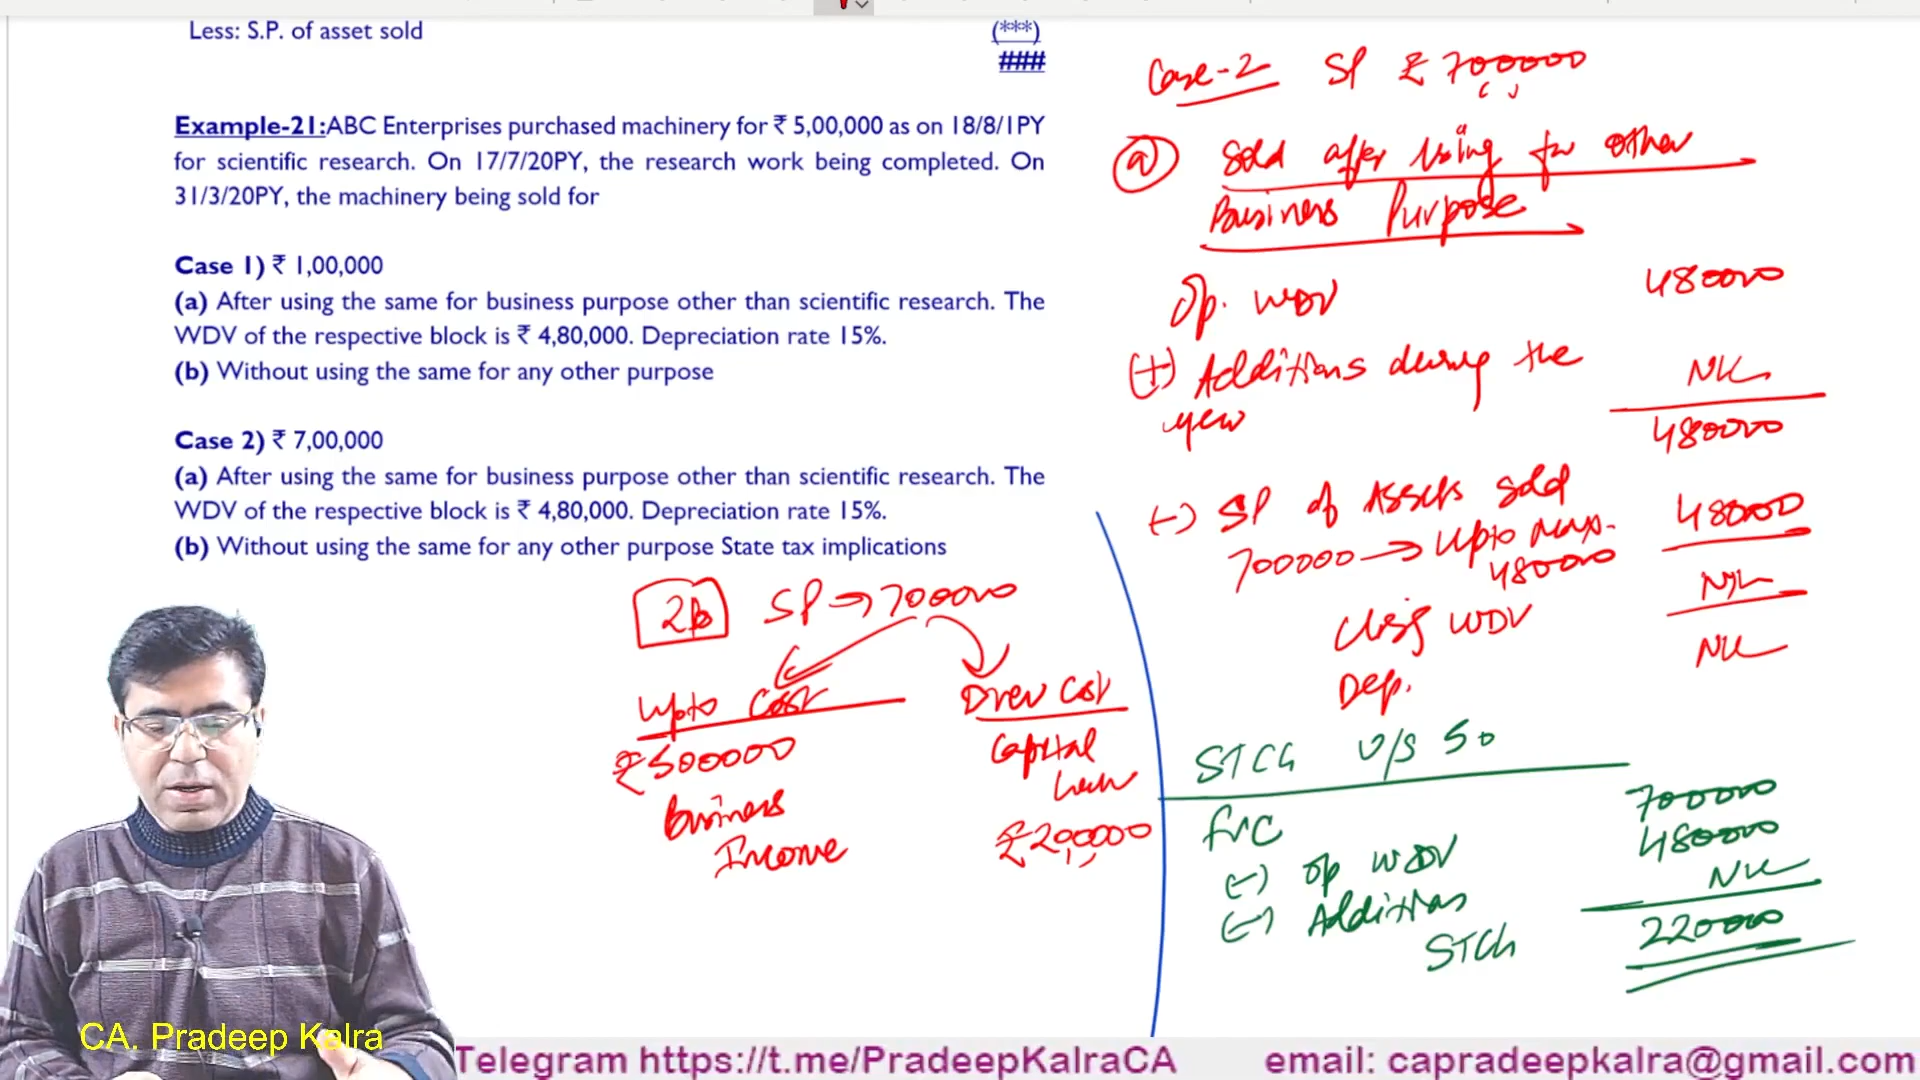 Less: S.P. of asset sold (***)
###
Example-21:ABC Enterprises purchased machinery for ₹ 5,00,000 as on 18/8/1PY
for scientific research. On 17/7/20PY, the research work being completed. On
31/3/20PY, the machinery being sold for
Case 1) ₹ 1,00,000
(a) After using the same for business purpose other than scientific research. The
WDV of the respective block is ₹ 4,80,000. Depreciation rate 15%.
(b) Without using the same for any other purpose
Case 2) ₹ 7,00,000
(a) After using the same for business purpose other than scientific research. The
WDV of the respective block is ₹ 4,80,000. Depreciation rate 15%.
(b) Without using the same for any other purpose State tax implications
2b SP → 700000
Upto Cost
₹500000
Business
Income
Over Cost
Capital
₹200000
Case-2 SP ₹ 700000
(a) Sold after Using for other
Business Purpose
Op. WDV 480000
(+) Additions during the
year Nil
480000
(-) SP of Assets sold 480000
700000 → Upto max.
480000
Nil
Closing WDV
Nil
Dep.
STCG U/S 50
FVC 700000
(-) Op WDV 480000
(-) Additions Nil
STCG 220000
CA. Pradeep Kalra
Telegram https://t.me/PradeepKalraCA email: capradeepkalra@gmail.com